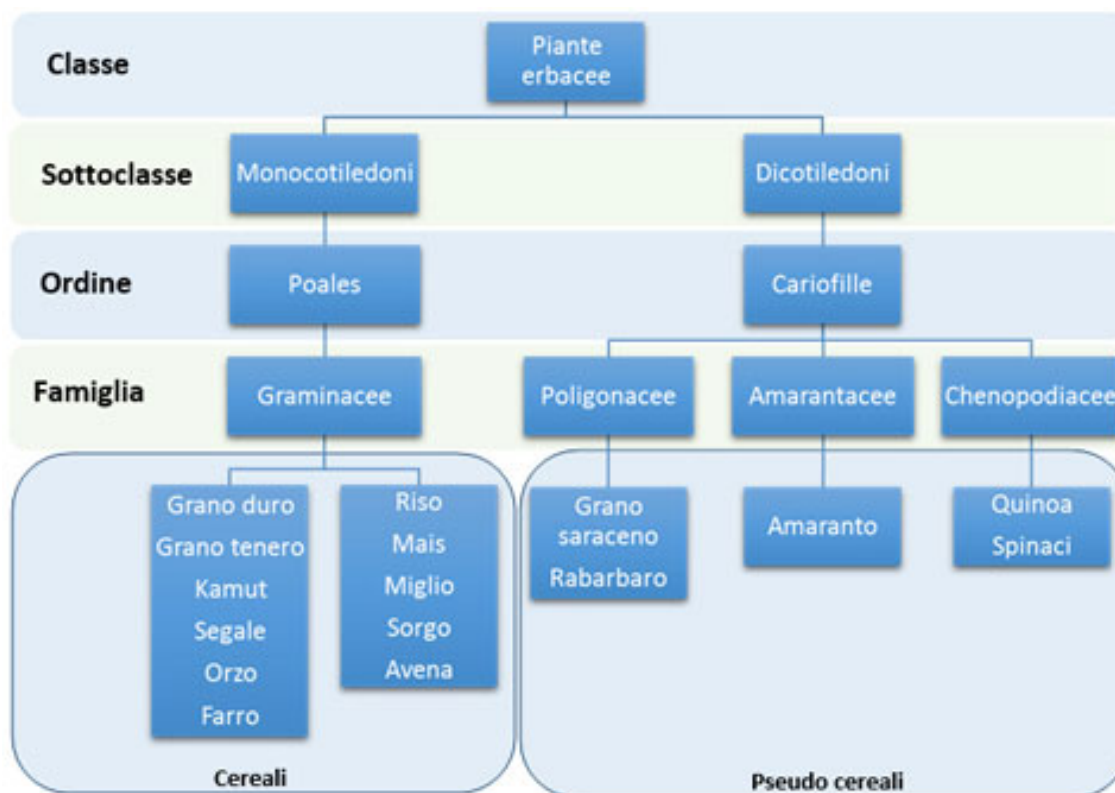 Classe
Piante
erbacee
Sottoclasse
Monocotiledoni
Dicotiledoni
Ordine
Poales
Cariofille
Famiglia
Graminacee
Poligonacee
Amarantacee
Chenopodiacee
Grano duro
Grano tenero
Kamut
Segale
Orzo
Farro
Riso
Mais
Miglio
Sorgo
Avena
Cereali
Grano
saraceno
Rabarbaro
Amaranto
Quinoa
Spinaci
Pseudo cereali